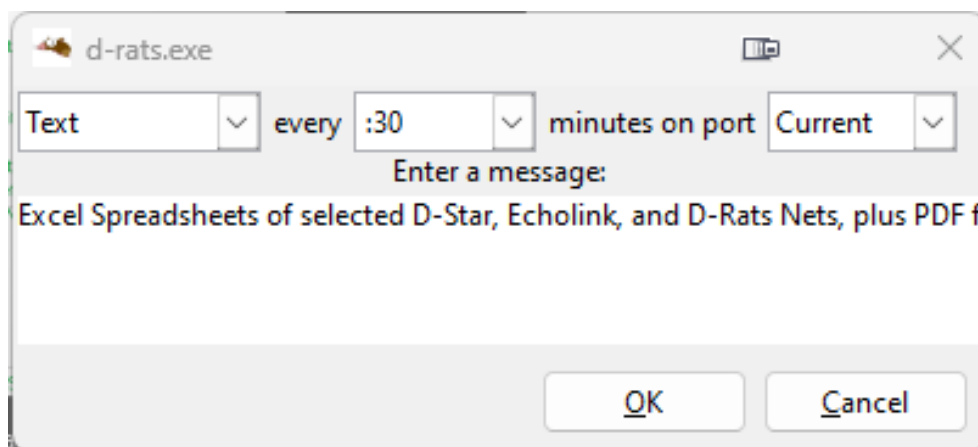 d-rats.exe
Text every :30 minutes on port Current
Enter a message:
Excel Spreadsheets of selected D-Star, Echolink, and D-Rats Nets, plus PDF
OK Cancel